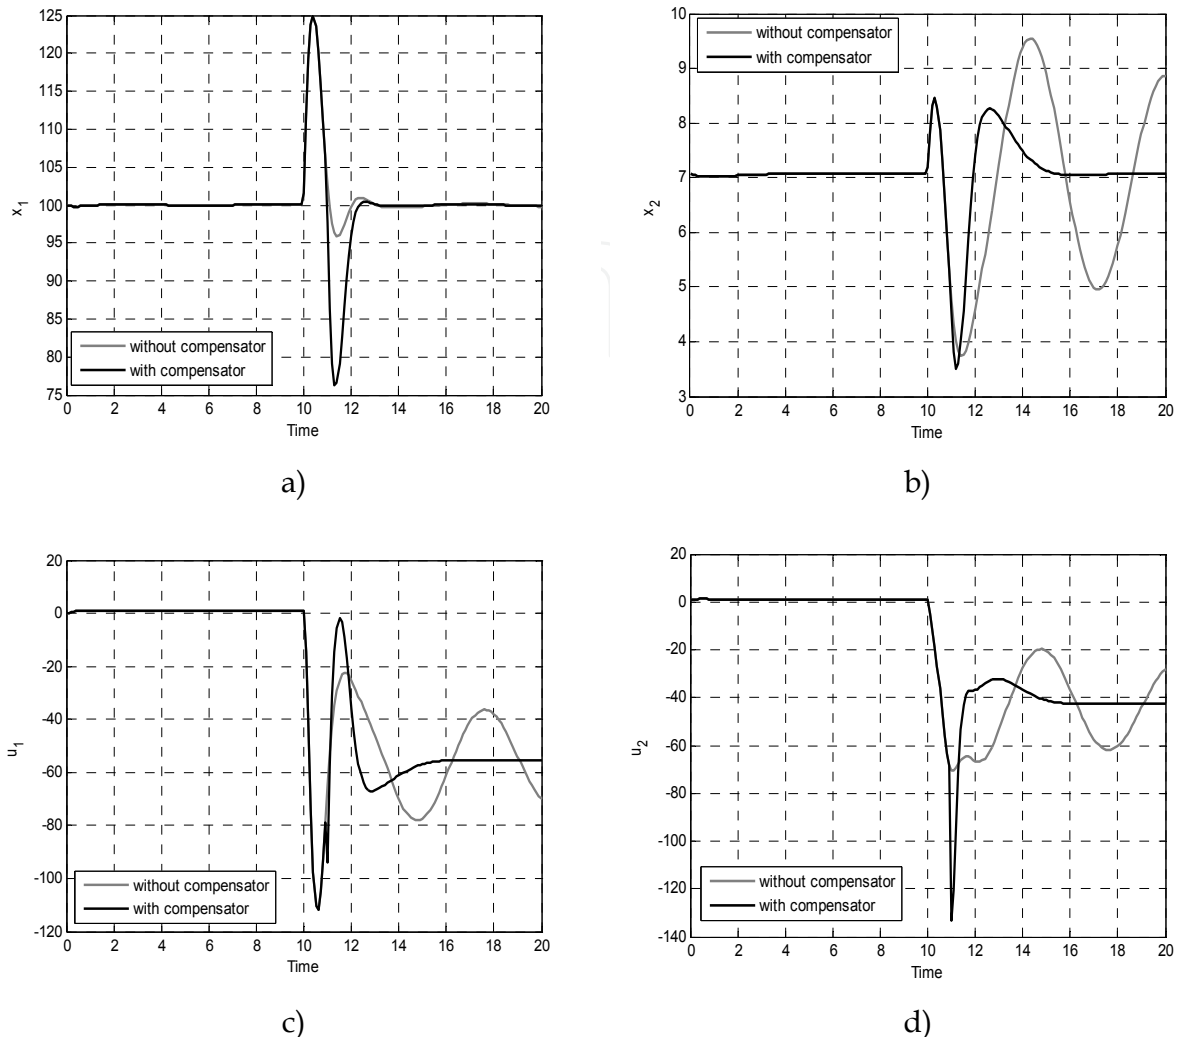 125
120
115
110
105
100
95
90
85
80
75
x1
without compensator
with compensator
0 2 4 6 8 10 12 14 16 18 20
Time
a)
10
9
8
7
6
5
4
3
x2
without compensator
with compensator
0 2 4 6 8 10 12 14 16 18 20
Time
b)
20
0
-20
-40
-60
-80
-100
-120
u1
without compensator
with compensator
0 2 4 6 8 10 12 14 16 18 20
Time
c)
20
0
-20
-40
-60
-80
-100
-120
-140
u2
without compensator
with compensator
0 2 4 6 8 10 12 14 16 18 20
Time
d)